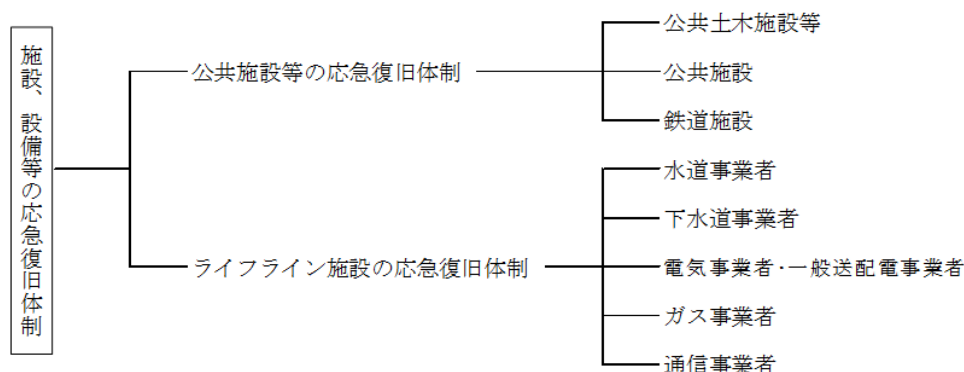 施設、設備等の応急復旧体制
公共施設等の応急復旧体制
公共土木施設等
公共施設
鉄道施設
ライフライン施設の応急復旧体制
水道事業者
下水道事業者
電気事業者・一般送配電事業者
ガス事業者
通信事業者